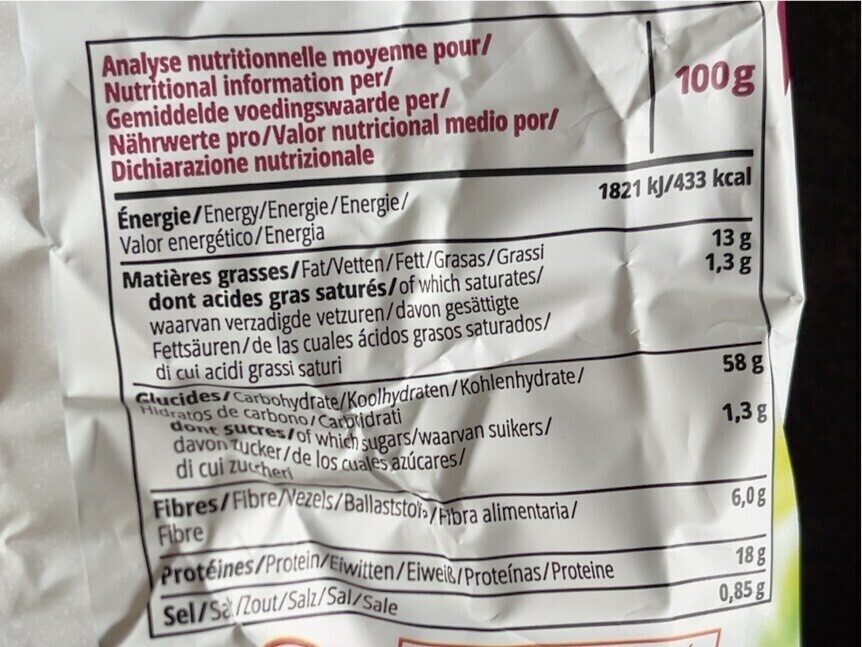 Analyse nutritionnelle moyenne pour/
Nutritional information per/
Gemiddelde voedingswaarde per/
Nährwerte pro/Valor nutricional medio por/
Dichiarazione nutrizionale
100g
Énergie/Energy/Energie/Energie/
Valor energético/Energia
1821 kJ/433 kcal
Matières grasses/Fat/Vetten/Fett/Grasas/Grassi
13 g
dont acides gras saturés/of which saturates/
1,3 g
waarvan verzadigde vetzuren/davon gesättigte
Fettsäuren/de las cuales ácidos grasos saturados/
di cui acidi grassi saturi
Glucides/Carbohydrate/Koolhydraten/Kohlenhydrate/
58 g
Hidratos de carbono/Carboidrati
dont sucres/of which sugars/waarvan suikers/
1,3 g
davon Zucker/de los cuales azúcares/
di cui zuccheri
Fibres/Fibre/Vezels/Ballaststoffe/Fibra alimentaria/
6,0g
Fibre
Protéines/Protein/Eiwitten/Eiweiß/Proteínas/Proteine
18 g
Sel/Salt/Zout/Salz/Sal/Sale
0,85 g